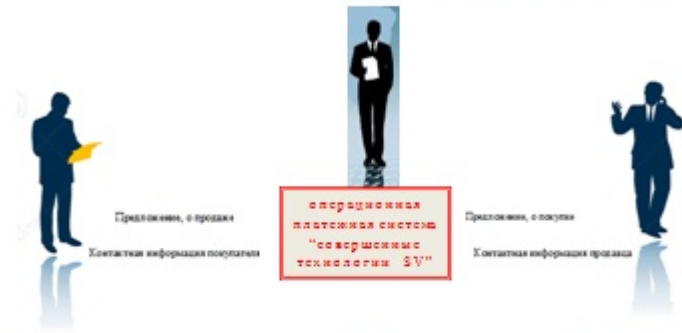 Предложение, о продаже
Контактная информация покупателя
операционная
платежная система
"совершенные
технологии SV"
Предложение, о покупке
Контактная информация продавца